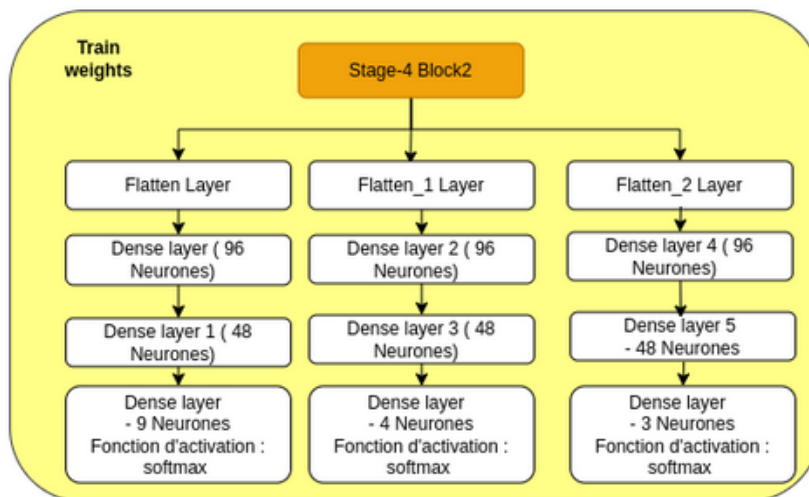 Train
weights
Stage-4 Block2
Flatten Layer
Flatten_1 Layer
Flatten_2 Layer
Dense layer ( 96
Neurones)
Dense layer 2 ( 96
Neurones)
Dense layer 4 ( 96
Neurones)
Dense layer 1 ( 48
Neurones)
Dense layer 3 ( 48
Neurones)
Dense layer 5
- 48 Neurones
Dense layer
- 9 Neurones
Fonction d'activation :
softmax
Dense layer
- 4 Neurones
Fonction d'activation :
softmax
Dense layer
- 3 Neurones
Fonction d'activation :
softmax